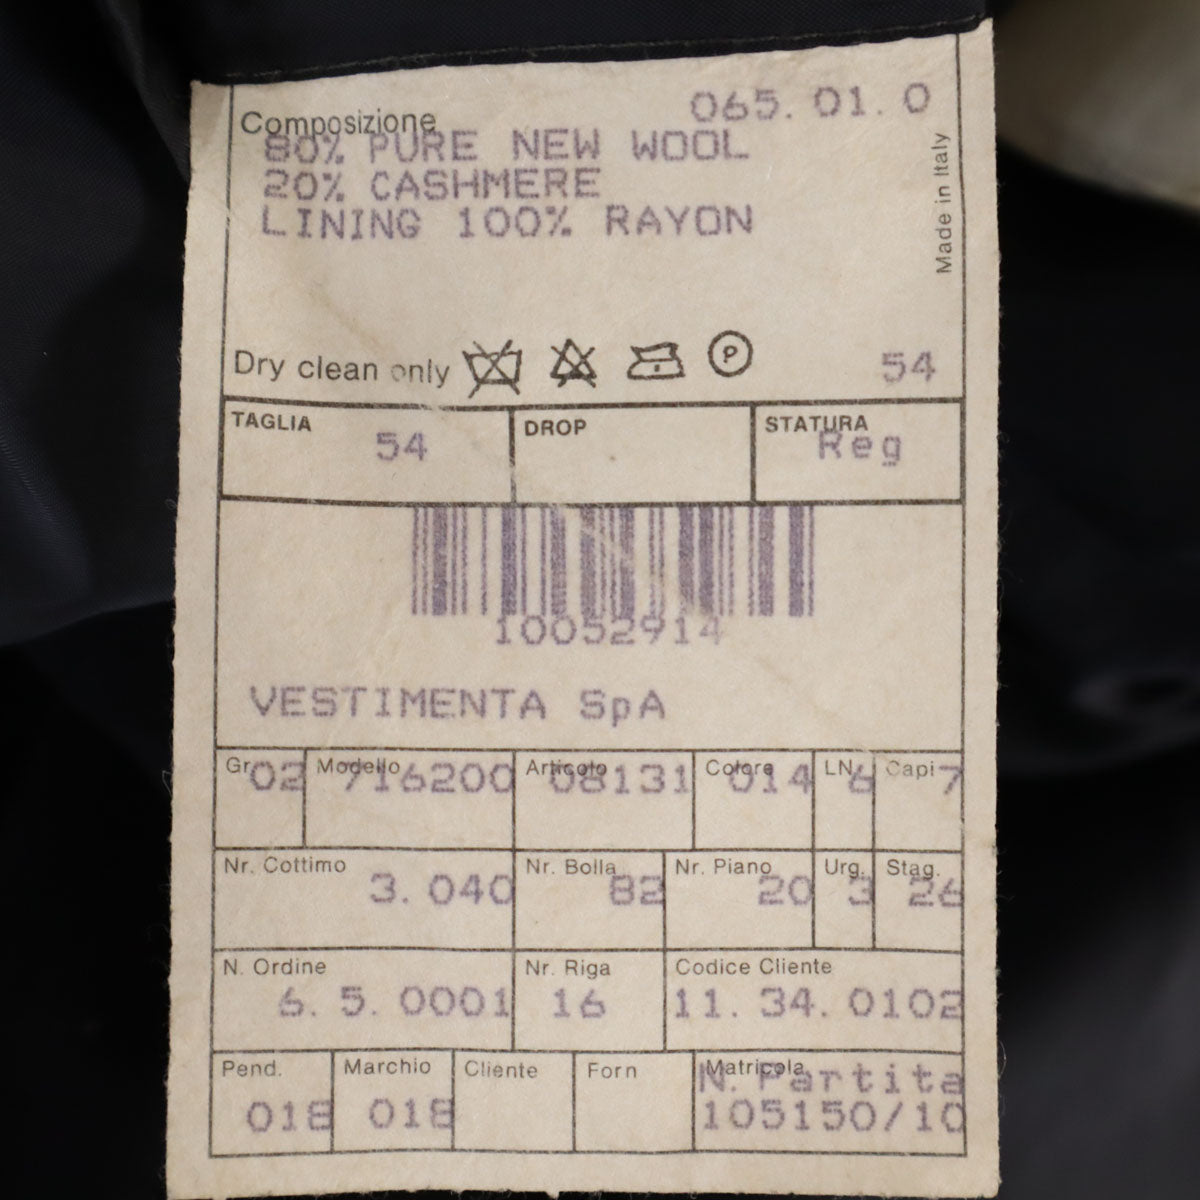 065. 01. 0
Composizione
80% PURE NEW WOOL
20% CASHMERE
LINING 100% RAYON
Made in Italy
Dry clean only P 54
TAGLIA 54 DROP STATURA Reg
10052914
VESTIMENTA SpA
Gr. 02 Modello 716200 Articolo 08131 Colore 014 LN 6 Capi 7
Nr. Cottimo 3. 040 Nr. Bolla 82 Nr. Piano 20 Urg. 3 Stag. 26
N. Ordine 6. 5. 0001 Nr. Riga 16 Codice Cliente 11. 34. 0102
Pend. 018 Marchio 018 Cliente Forn Matricola N. Partita
105150/10